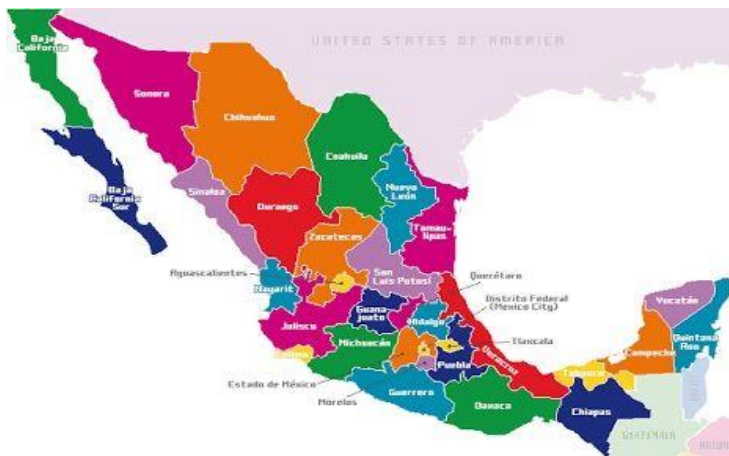 UNITED STATES OF AMERICA
Baja
California
Sonora
Chihuahua
Coahuila
Baja
California
Sur
Sinaloa
Durango
Nuevo
León
Tamau-
lipas
Zacatecas
San
Luis Potosí
Aguascalientes
Nayarit
Querétaro
Distrito Federal
(Mexico City)
Tlaxcala
Jalisco
Guana-
juato
Hidalgo
Michoacán
Colima
Estado de México
Morelos
Puebla
Veracruz
Guerrero
Oaxaca
Tabasco
Chiapas
Campeche
Yucatán
Quintana
Roo
GUATEMALA